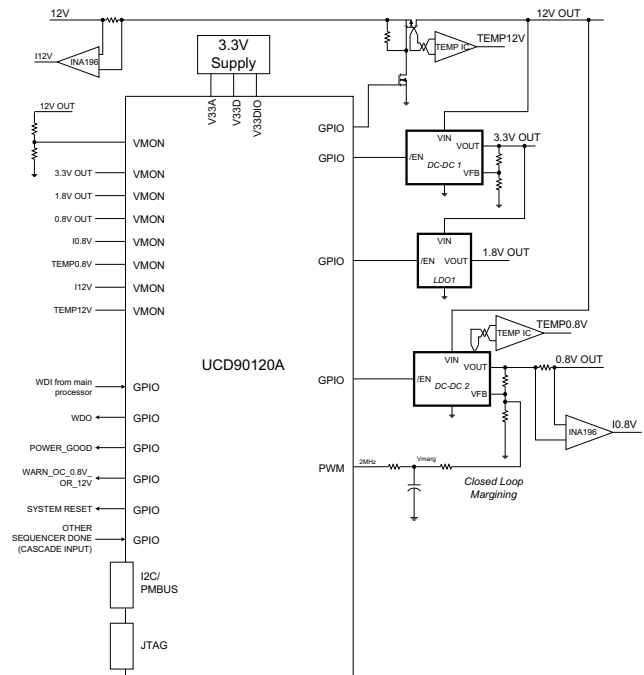 12V
12V OUT
I12V
INA196
3.3V
Supply
TEMP IC
TEMP12V
V33A
V33D
V33DIO
12V OUT
GPIO
VIN
3.3V OUT
VMON
GPIO
/EN
VOUT
DC-DC 1
VFB
3.3V OUT
VMON
1.8V OUT
VMON
0.8V OUT
VMON
VIN
I0.8V
VMON
GPIO
/EN
VOUT
1.8V OUT
LDO1
TEMP0.8V
VMON
I12V
VMON
TEMP12V
VMON
TEMP IC
TEMP0.8V
UCD90120A
VIN
0.8V OUT
WDI from main
processor
GPIO
GPIO
/EN
VOUT
DC-DC 2
VFB
WDO
GPIO
INA196
I0.8V
POWER_GOOD
GPIO
WARN_OC_0.8V_
OR_12V
GPIO
PWM
2MHz
Vmarg
Closed Loop
Margining
SYSTEM RESET
GPIO
OTHER
SEQUENCER DONE
(CASCADE INPUT)
GPIO
I2C/
PMBUS
JTAG